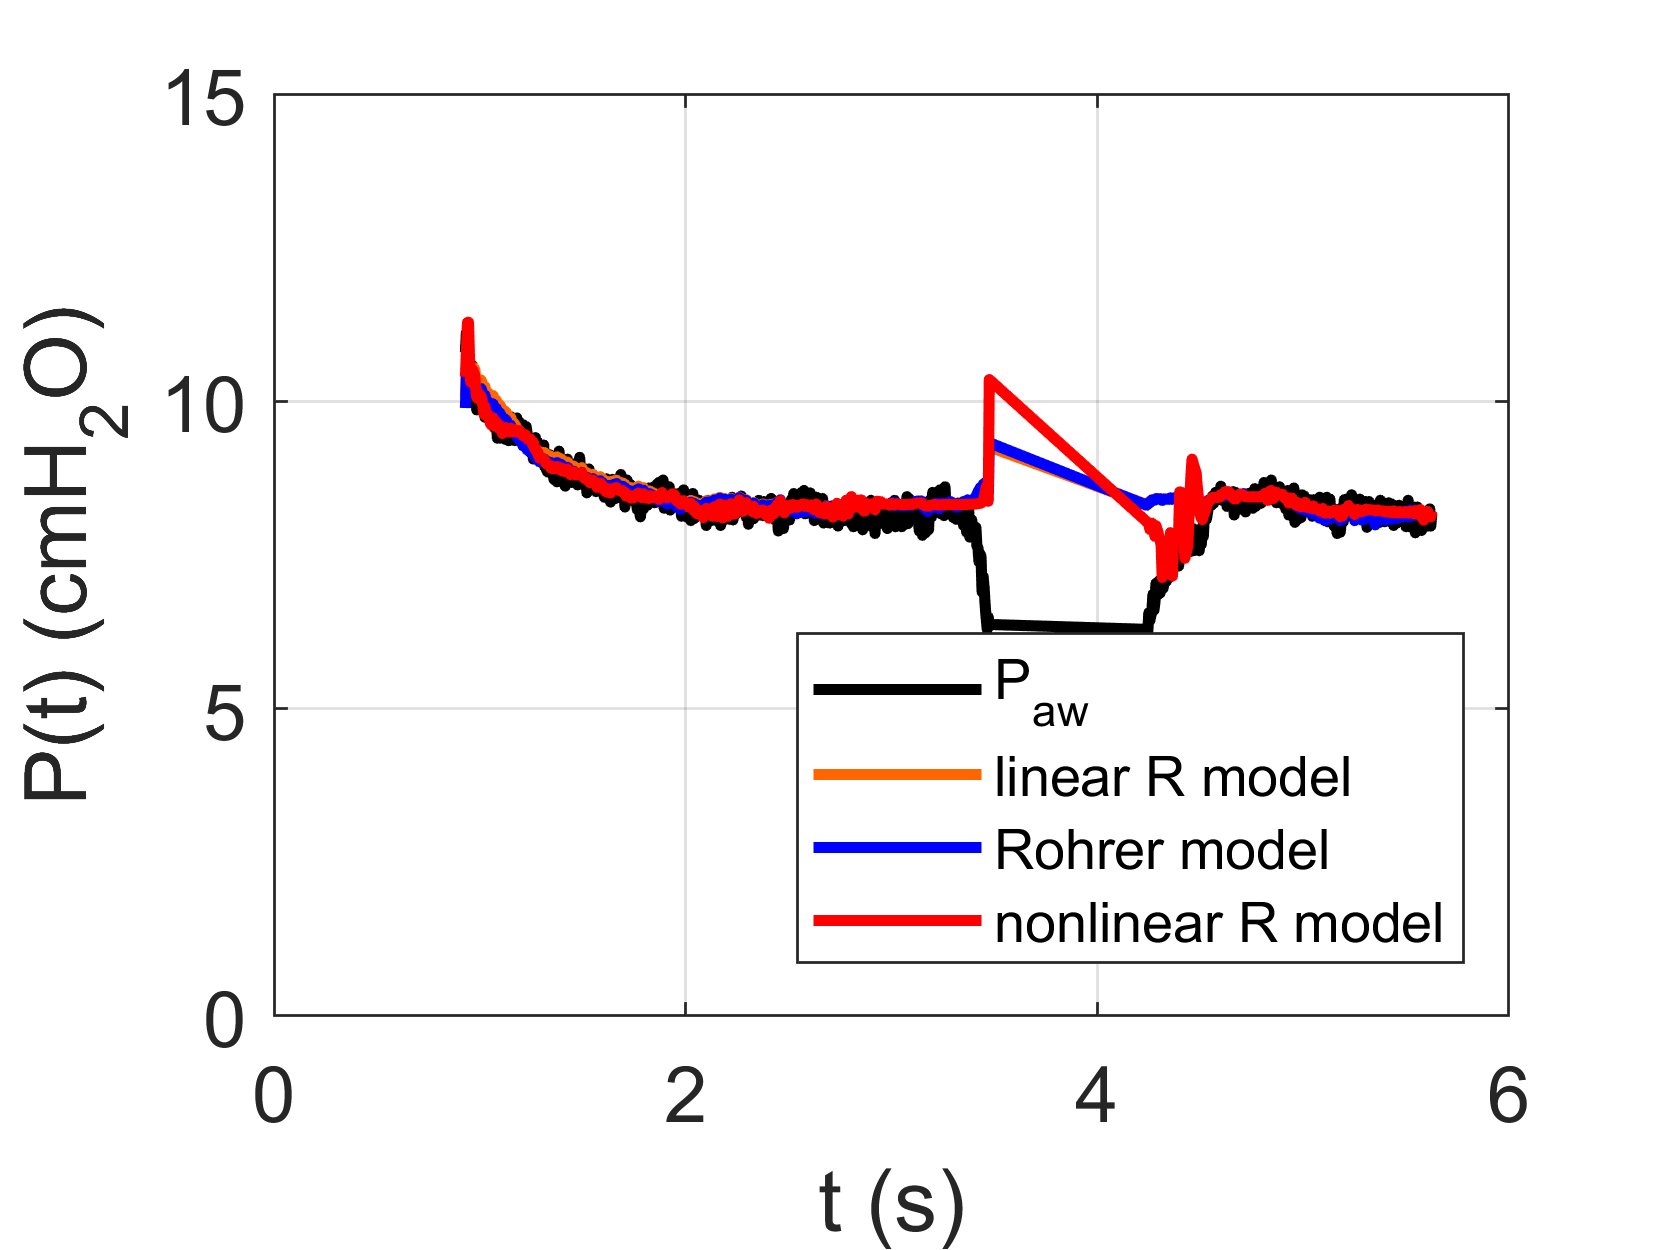 15
10
5
0
0 2 4 6
P(t) (cmH2O)
t (s)
Paw
linear R model
Rohrer model
nonlinear R model